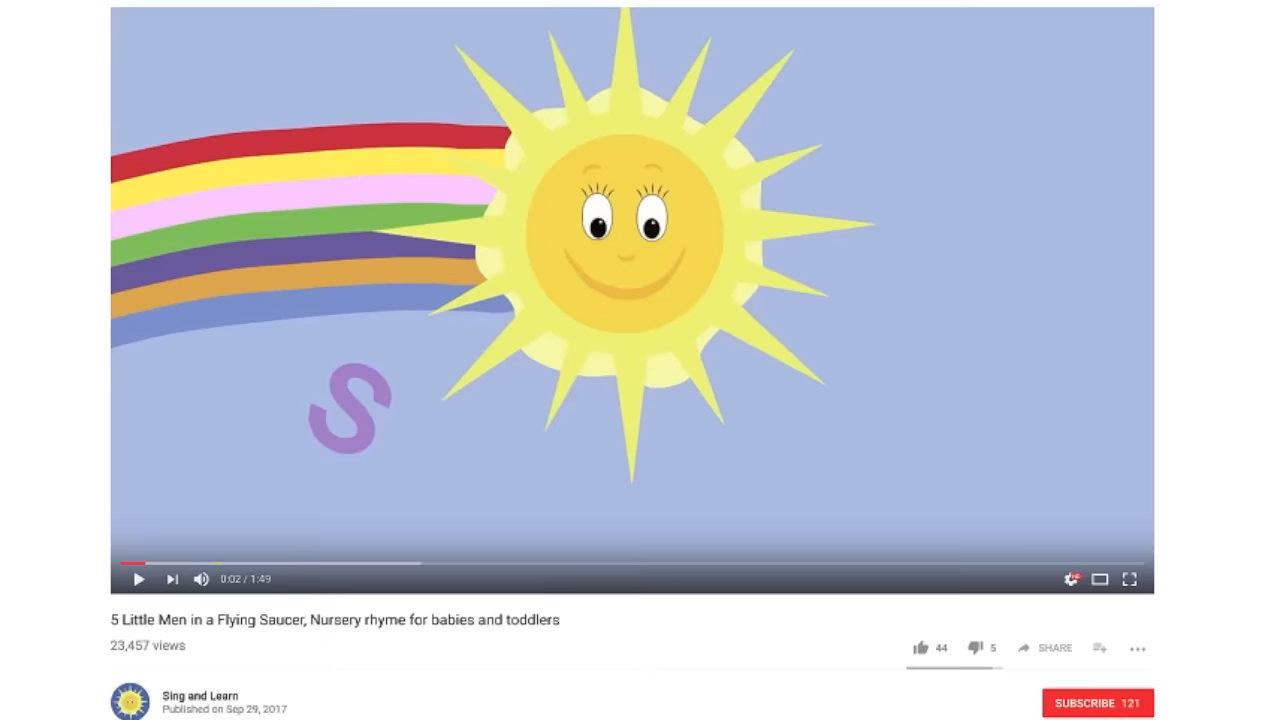 S
0:02 / 1:49
5 Little Men in a Flying Saucer, Nursery rhyme for babies and toddlers
23,457 views
44 5 SHARE
Sing and Learn
Published on Sep 29, 2017
SUBSCRIBE 121